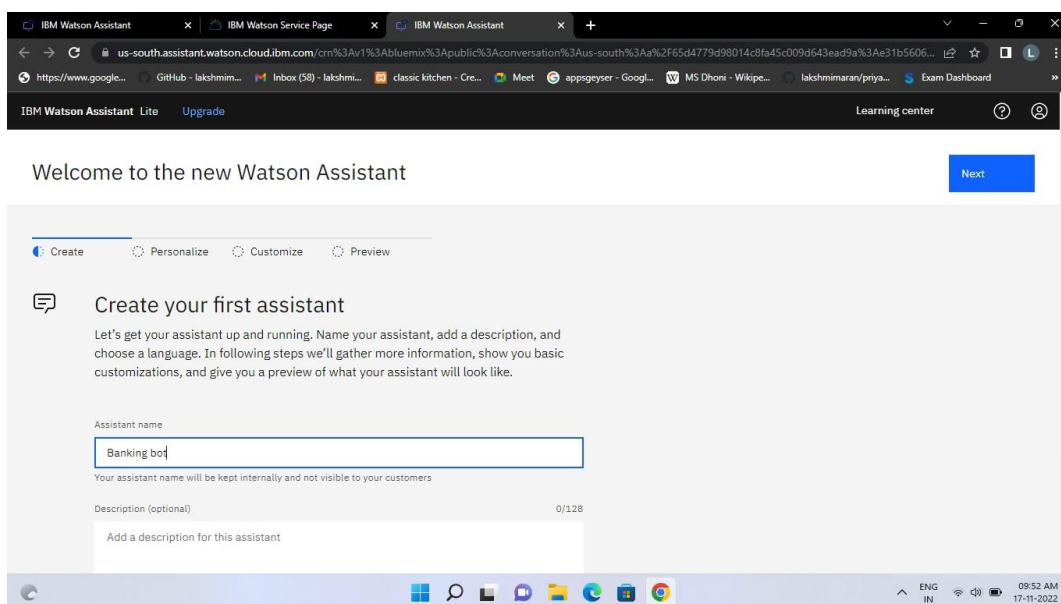 IBM Watson Assistant
IBM Watson Service Page
IBM Watson Assistant
us-south.assistant.watson.cloud.ibm.com/crn%3Av1%3Abluemix%3Apublic%3Aconversation%3Aus-south%3Aa%2F65d4779d98014c8fa45c009d643ead9a%3Ae31b5606...
https://www.google... GitHub - lakshmim... Inbox (58) - lakshmi... classic kitchen - Cre... Meet appsgeyser - Googl... MS Dhoni - Wikipe... lakshmimaran/priya... Exam Dashboard »
L
IBM Watson Assistant Lite Upgrade Learning center
Welcome to the new Watson Assistant
Next
Create Personalize Customize Preview
Create your first assistant
Let's get your assistant up and running. Name your assistant, add a description, and
choose a language. In following steps we'll gather more information, show you basic
customizations, and give you a preview of what your assistant will look like.
Assistant name
Banking bot
Your assistant name will be kept internally and not visible to your customers
Description (optional) 0/128
Add a description for this assistant
ENG
IN
09:52 AM
17-11-2022